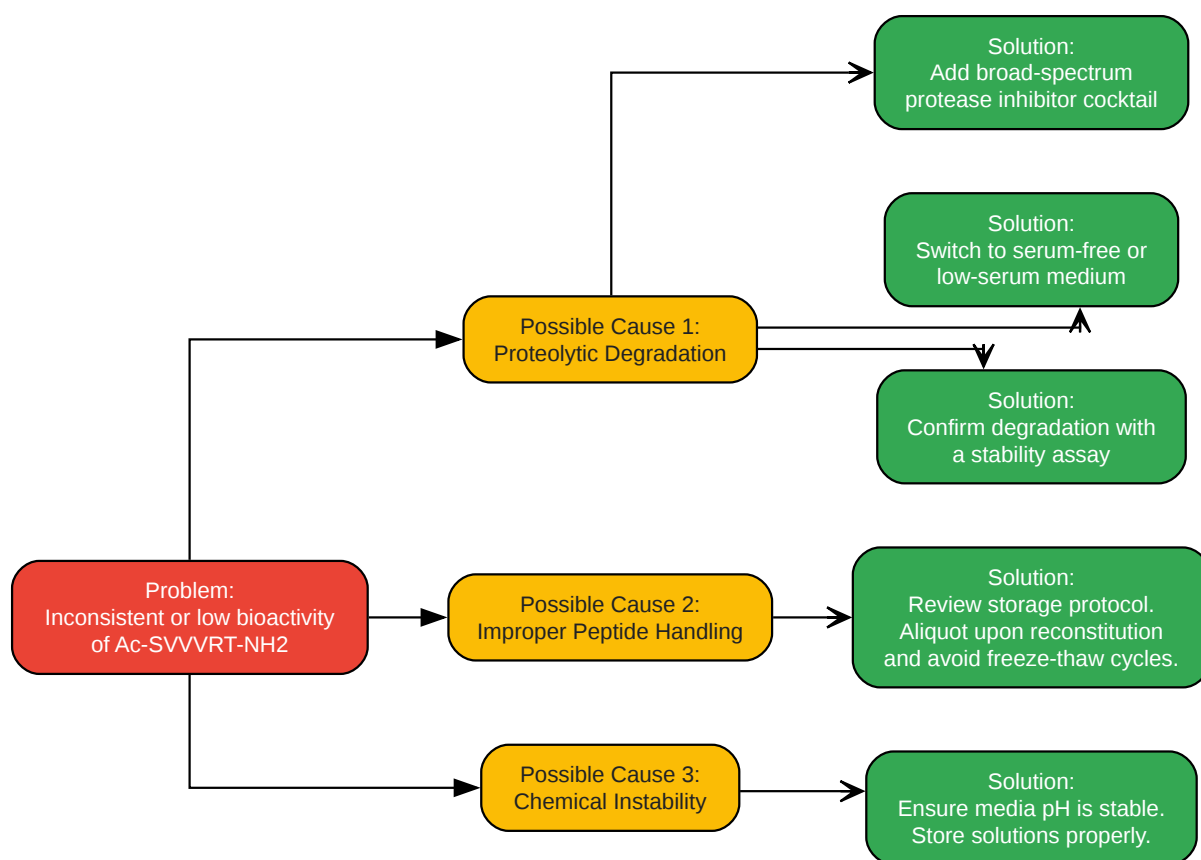 Solution:
Add broad-spectrum
protease inhibitor cocktail
Solution:
Switch to serum-free or
low-serum medium
Possible Cause 1:
Proteolytic Degradation
Solution:
Confirm degradation with
a stability assay
Problem:
Inconsistent or low bioactivity
of Ac-SVVVRT-NH2
Possible Cause 2:
Improper Peptide Handling
Solution:
Review storage protocol.
Aliquot upon reconstitution
and avoid freeze-thaw cycles.
Possible Cause 3:
Chemical Instability
Solution:
Ensure media pH is stable.
Store solutions properly.